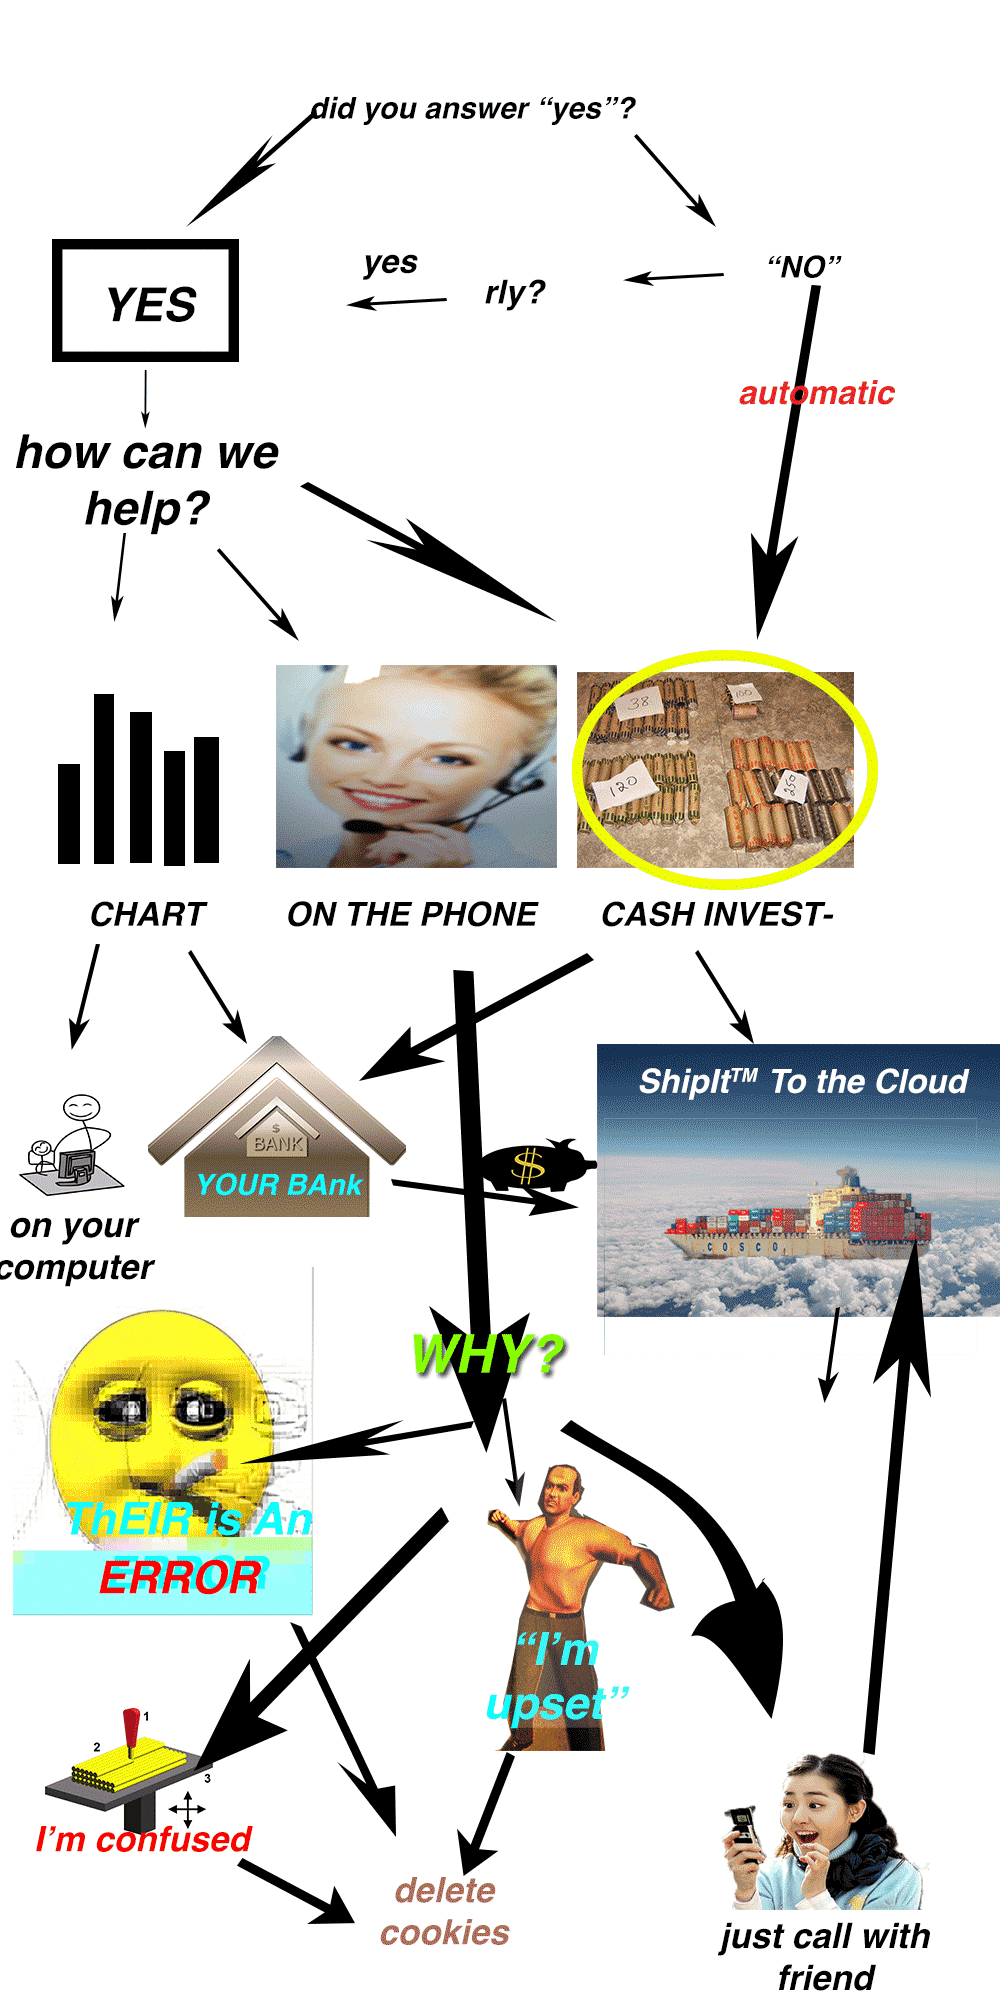 did you answer “yes”?
YES
yes
rly?
“NO”
automatic
how can we
help?
38
100
120
250
CHART
ON THE PHONE
CASH INVEST-
ShipIt™ To the Cloud
$
BANK
YOUR BAnk
$
COSCO
on your
computer
WHY?
ThEIR is An
ERROR
“I’m
upset”
1
2
3
I’m confused
delete
cookies
just call with
friend